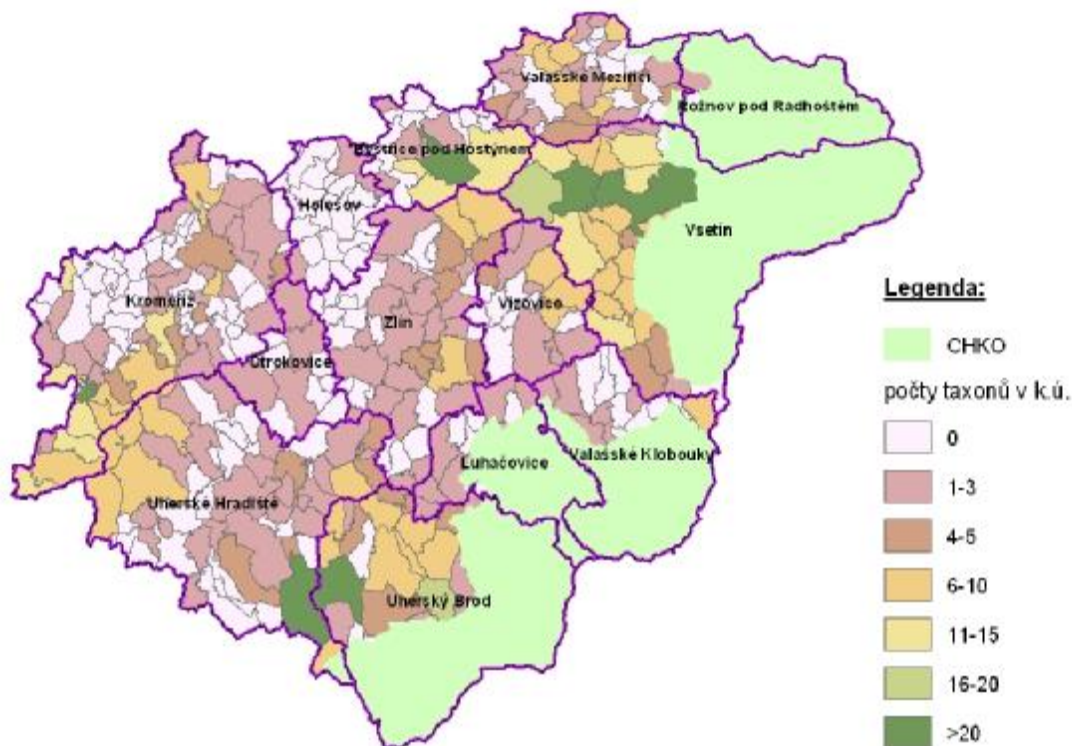 Valašské Meziříčí
Rožnov pod Radhoštěm
Bystřice pod Hostýnem
Holešov
Vsetín
Kroměříž
Vizovice
Zlín
Otrokovice
Luhačovice
Valašské Klobouky
Uherské Hradiště
Uherský Brod
Legenda:
CHKO
počty taxonů v k.ú.
0
1-3
4-5
6-10
11-15
16-20
>20